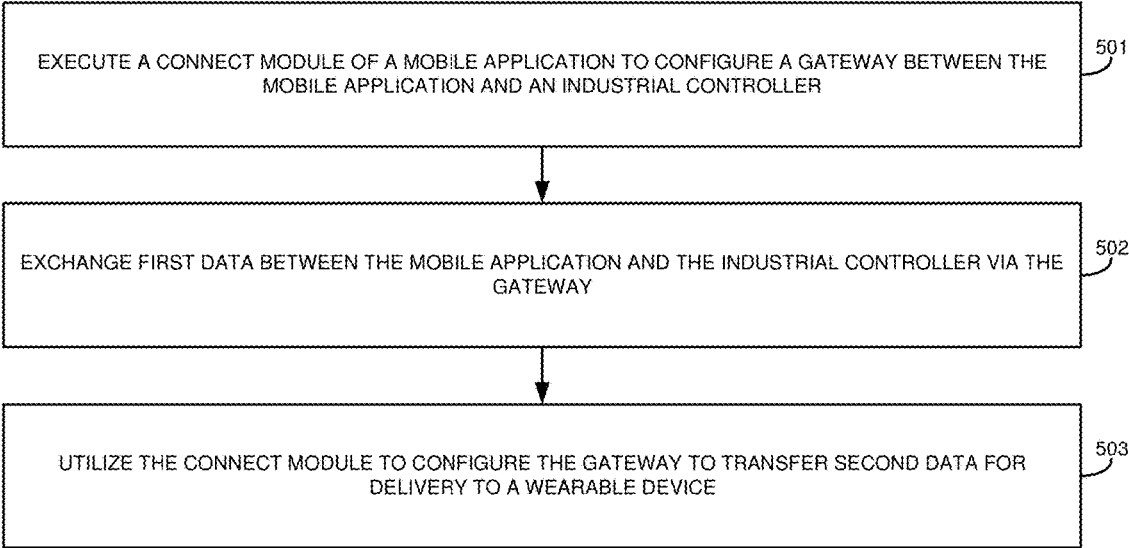 EXECUTE A CONNECT MODULE OF A MOBILE APPLICATION TO CONFIGURE A GATEWAY BETWEEN THE
MOBILE APPLICATION AND AN INDUSTRIAL CONTROLLER
501
EXCHANGE FIRST DATA BETWEEN THE MOBILE APPLICATION AND THE INDUSTRIAL CONTROLLER VIA THE
GATEWAY
502
UTILIZE THE CONNECT MODULE TO CONFIGURE THE GATEWAY TO TRANSFER SECOND DATA FOR
DELIVERY TO A WEARABLE DEVICE
503